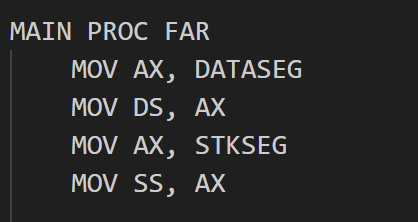 MAIN PROC FAR
MOV AX, DATASEG
MOV DS, AX
MOV AX, STKSEG
MOV SS, AX